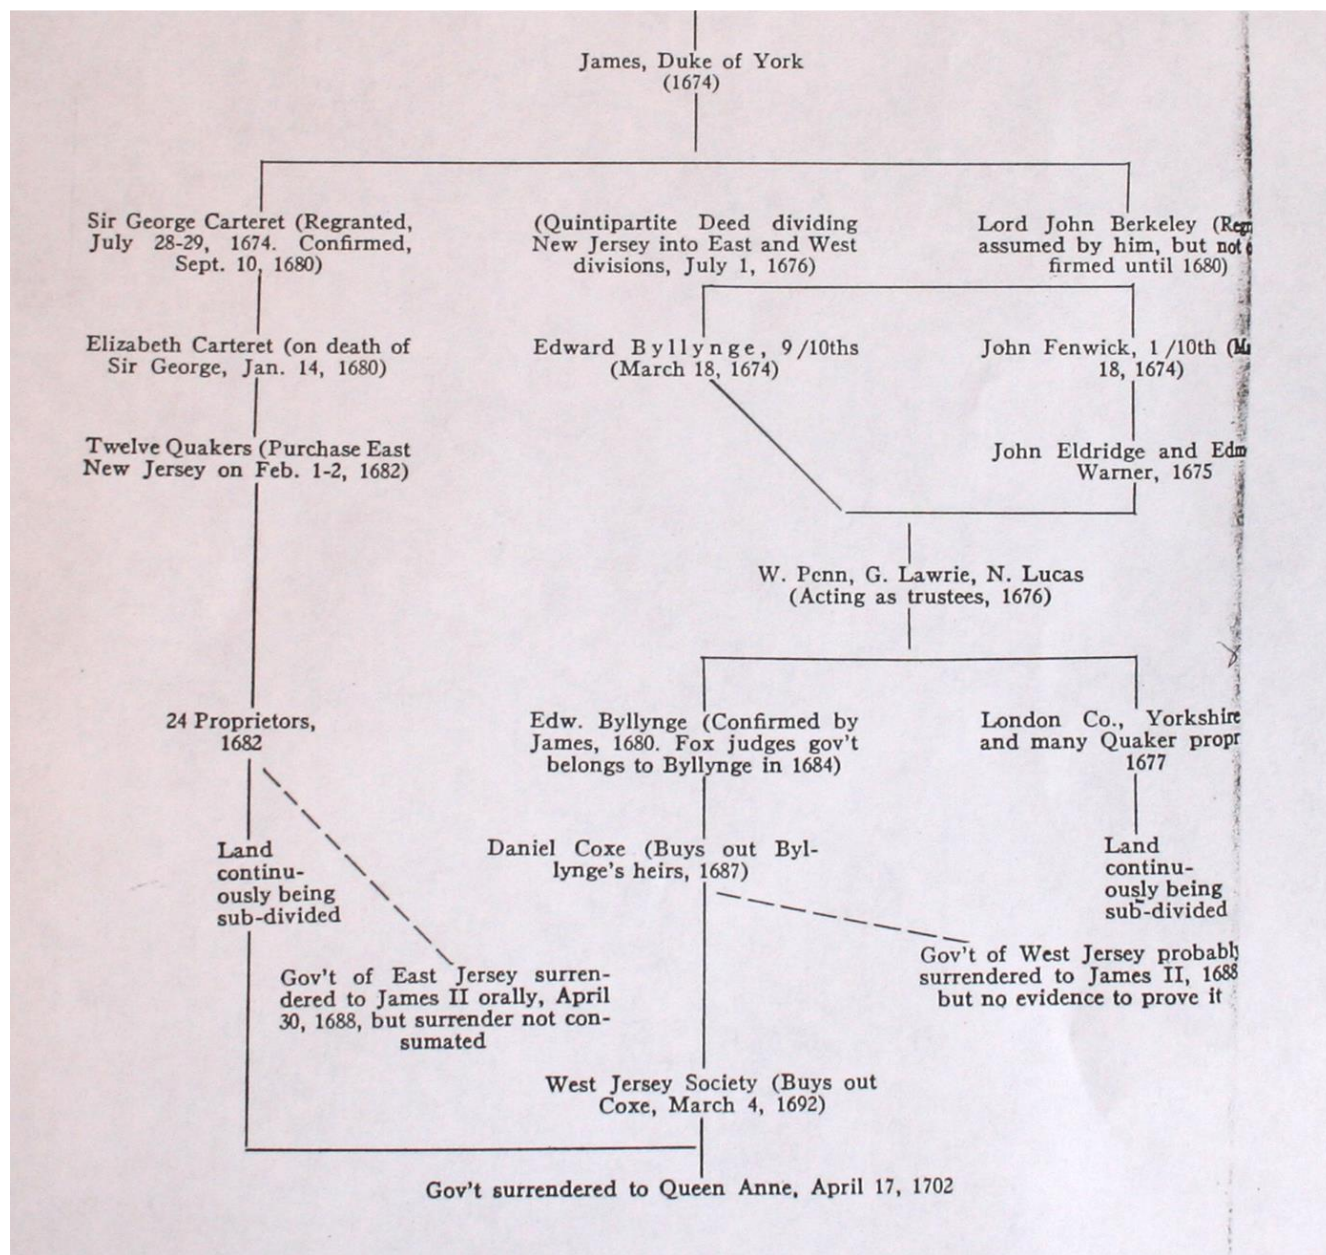 James, Duke of York
(1674)
Sir George Carteret (Regranted,
July 28-29, 1674. Confirmed,
Sept. 10, 1680)
(Quintipartite Deed dividing
New Jersey into East and West
divisions, July 1, 1676)
Lord John Berkeley
assumed by him, but not
firmed until 1680)
Elizabeth Carteret (on death of
Sir George, Jan. 14, 1680)
Edward Byllynge, 9/10ths
(March 18, 1674)
John Fenwick, 1/10th
18, 1674)
Twelve Quakers (Purchase East
New Jersey on Feb. 1-2, 1682)
John Eldridge and
Warner, 1675
W. Penn, G. Lawrie, N. Lucas
(Acting as trustees, 1676)
24 Proprietors,
1682
Edw. Byllynge (Confirmed by
James, 1680. Fox judges gov't
belongs to Byllynge in 1684)
London Co., Yorkshire
and many Quaker propr
1677
Land
continu-
ously being
sub-divided
Daniel Coxe (Buys out Byl-
lynge's heirs, 1687)
Land
continu-
ously being
sub-divided
Gov't of East Jersey surren-
dered to James II orally, April
30, 1688, but surrender not con-
sumated
Gov't of West Jersey probably
surrendered to James II, 1688
but no evidence to prove it
West Jersey Society (Buys out
Coxe, March 4, 1692)
Gov't surrendered to Queen Anne, April 17, 1702